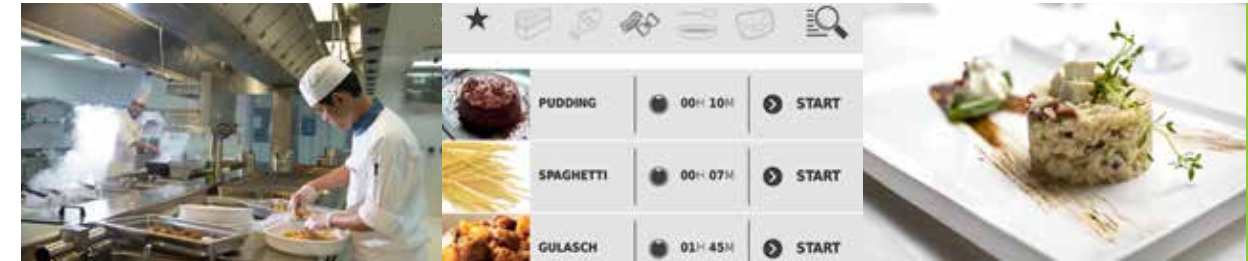 PUDDING 00H 10M START
SPAGHETTI 00H 07M START
GULASCH 01H 45M START